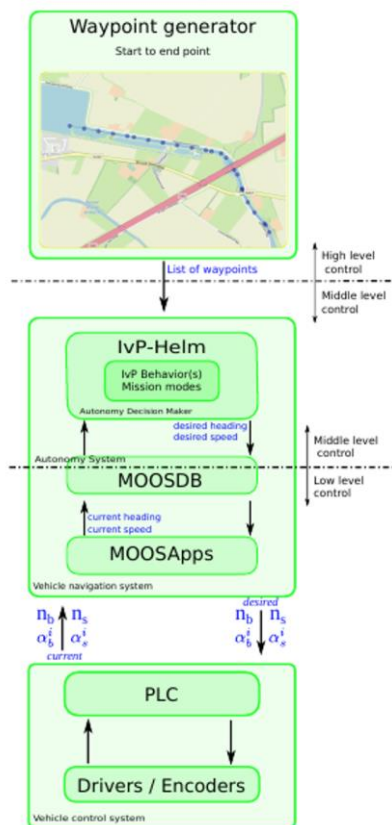 Waypoint generator
Start to end point
High level
control
List of waypoints
Middle level
control
IvP-Helm
IvP Behavior(s)
Mission modes
Autonomy Decision Maker
desired heading
desired speed
Middle level
control
Autonomy System
MOOSDB
Low level
control
current heading
current speed
MOOSApps
Vehicle navigation system
desired
n_b n_s
α_b^i α_s^i
current
n_b n_s
α_b^i α_s^i
PLC
Drivers / Encoders
Vehicle control system